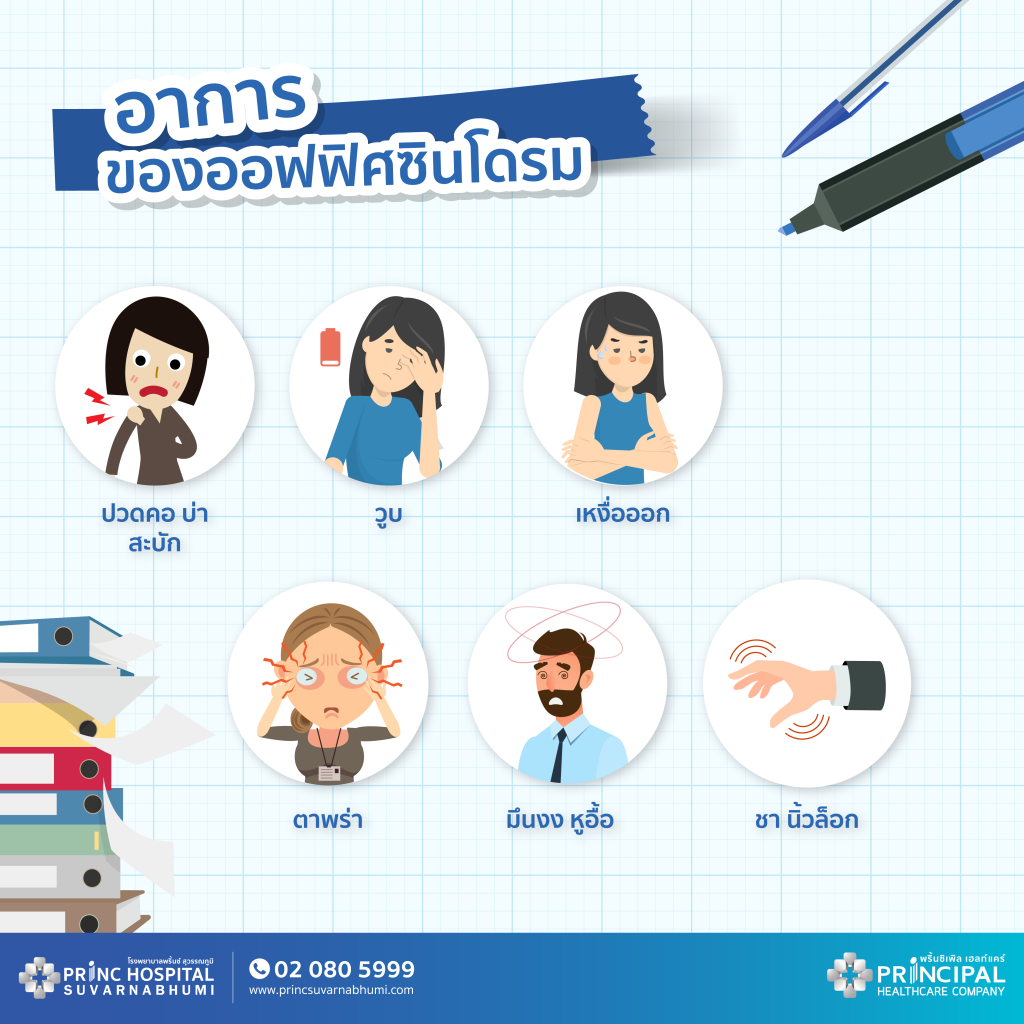 อาการ
ของออฟฟิศซินโดรม
ปวดคอ บ่า
สะบัก
วูบ
เหงื่อออก
ตาพร่า
มึนงง หูอื้อ
ชา นิ้วล็อก
โรงพยาบาลพริ้นซ์ สุวรรณภูมิ
PRINC HOSPITAL
SUVARNABHUMI
02 080 5999
www.princsuvarnabhumi.com
พริ้นซิเพิล เฮลท์แคร์
PRINCIPAL
HEALTHCARE COMPANY